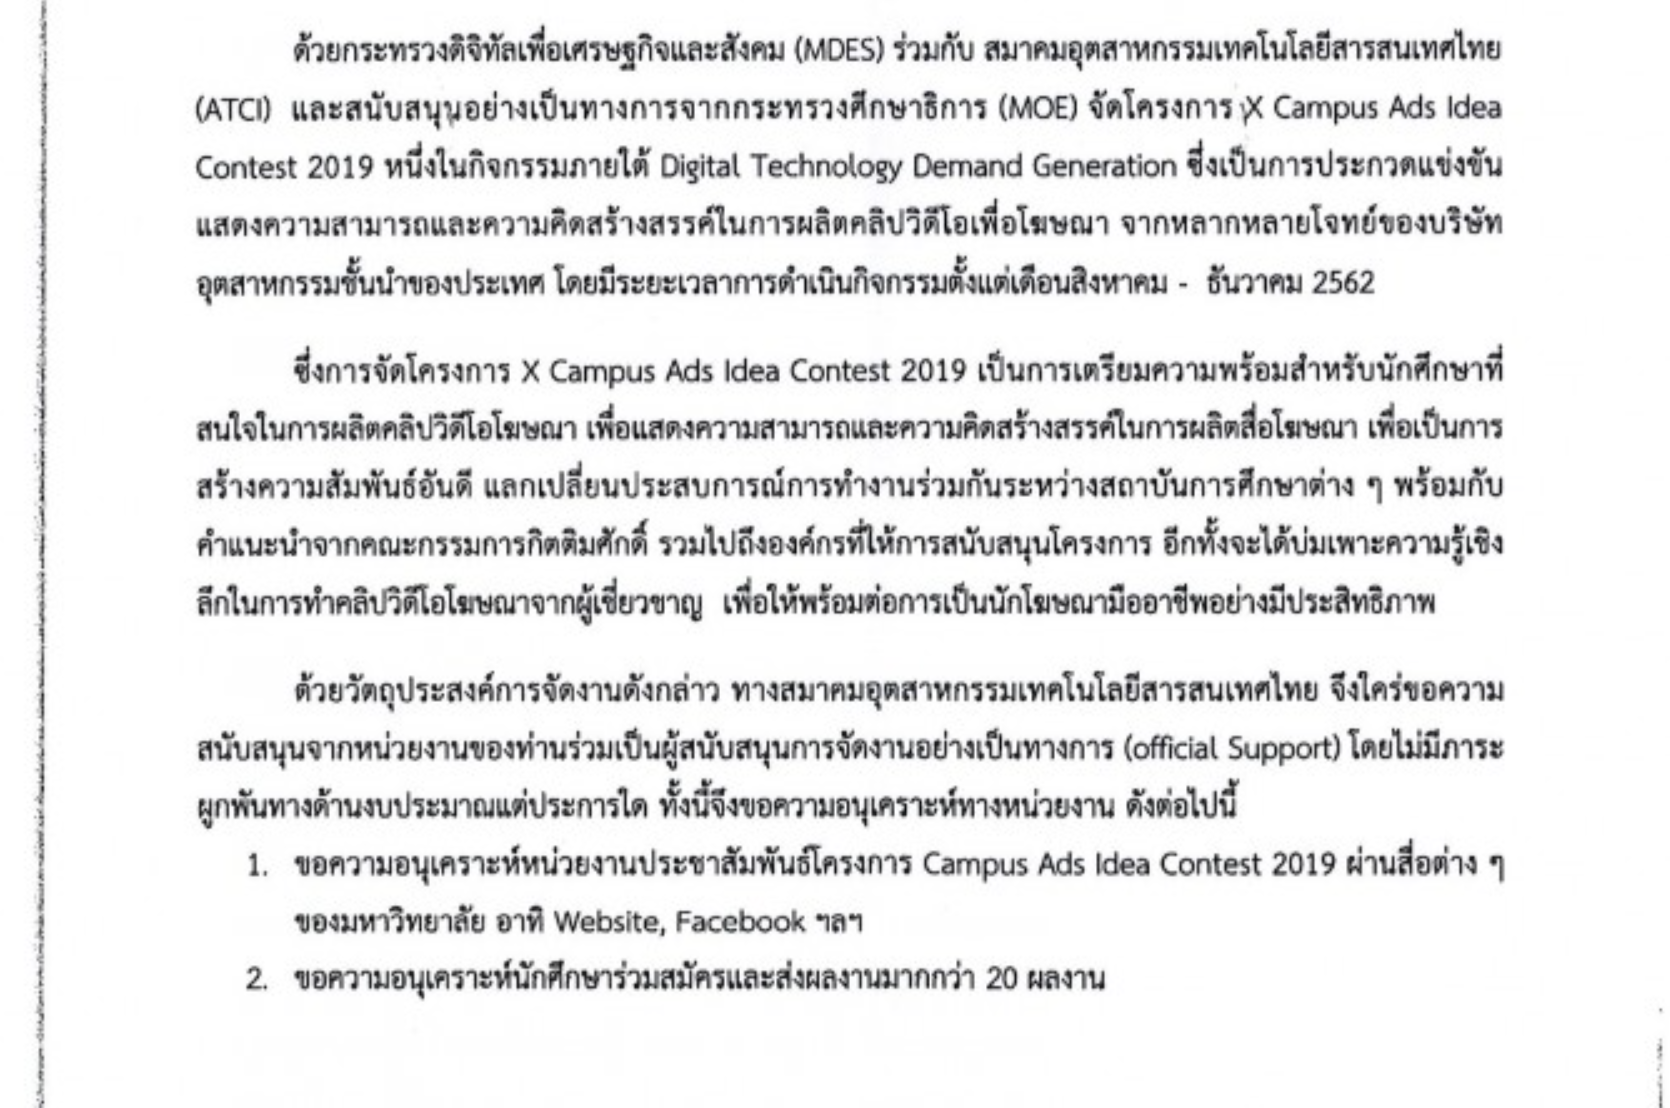 ด้วยกระทรวงดิจิทัลเพื่อเศรษฐกิจและสังคม (MDES) ร่วมกับ สมาคมอุตสาหกรรมเทคโนโลยีสารสนเทศไทย
(ATCI) และสนับสนุนอย่างเป็นทางการจากกระทรวงศึกษาธิการ (MOE) จัดโครงการ X Campus Ads Idea
Contest 2019 หนึ่งในกิจกรรมภายใต้ Digital Technology Demand Generation ซึ่งเป็นการประกวดแข่งขัน
แสดงความสามารถและความคิดสร้างสรรค์ในการผลิตคลิปวิดีโอเพื่อโฆษณา จากหลากหลายโจทย์ของบริษัท
อุตสาหกรรมชั้นนำของประเทศ โดยมีระยะเวลาการดำเนินกิจกรรมตั้งแต่เดือนสิงหาคม - ธันวาคม 2562
ซึ่งการจัดโครงการ X Campus Ads Idea Contest 2019 เป็นการเตรียมความพร้อมสำหรับนักศึกษาที่
สนใจในการผลิตคลิปวิดีโอโฆษณา เพื่อแสดงความสามารถและความคิดสร้างสรรค์ในการผลิตสื่อโฆษณา เพื่อเป็นการ
สร้างความสัมพันธ์อันดี แลกเปลี่ยนประสบการณ์การทำงานร่วมกันระหว่างสถาบันการศึกษาต่าง ๆ พร้อมกับ
คำแนะนำจากคณะกรรมการกิตติมศักดิ์ รวมไปถึงองค์กรที่ให้การสนับสนุนโครงการ อีกทั้งจะได้บ่มเพาะความรู้เชิง
ลึกในการทำคลิปวิดีโอโฆษณาจากผู้เชี่ยวชาญ เพื่อให้พร้อมต่อการเป็นนักโฆษณามืออาชีพอย่างมีประสิทธิภาพ
ด้วยวัตถุประสงค์การจัดงานดังกล่าว ทางสมาคมอุตสาหกรรมเทคโนโลยีสารสนเทศไทย จึงใคร่ขอความ
สนับสนุนจากหน่วยงานของท่านร่วมเป็นผู้สนับสนุนการจัดงานอย่างเป็นทางการ (official Support) โดยไม่มีภาระ
ผูกพันทางด้านงบประมาณแต่ประการใด ทั้งนี้จึงขอความอนุเคราะห์ทางหน่วยงาน ดังต่อไปนี้
1. ขอความอนุเคราะห์หน่วยงานประชาสัมพันธ์โครงการ Campus Ads Idea Contest 2019 ผ่านสื่อต่าง ๆ
ของมหาวิทยาลัย อาทิ Website, Facebook ฯลฯ
2. ขอความอนุเคราะห์นักศึกษาร่วมสมัครและส่งผลงานมากกว่า 20 ผลงาน